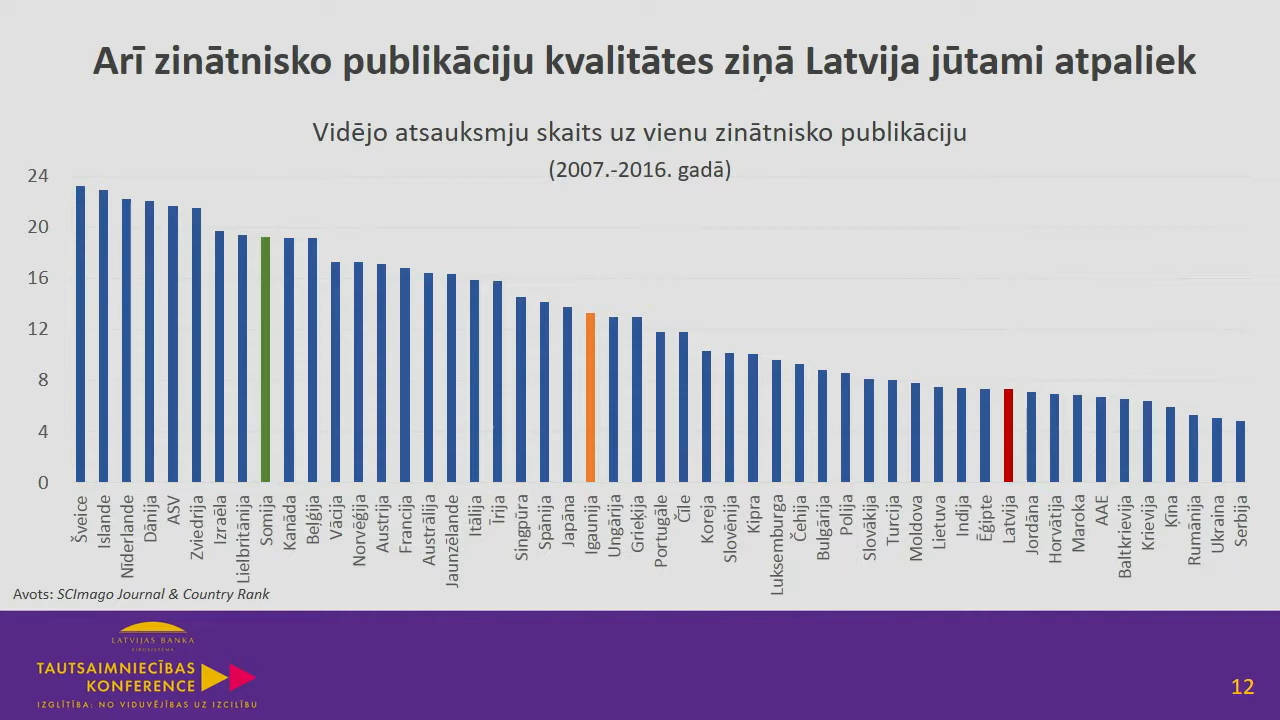 Arī zinātnisko publikāciju kvalitātes ziņā Latvija jūtami atpaliek
Vidējo atsauksmju skaits uz vienu zinātnisko publikāciju
(2007.-2016. gadā)
24
20
16
12
8
4
0
Šveice
Islande
Nīderlande
Dānija
ASV
Zviedrija
Izraēla
Lielbritānija
Somija
Kanāda
Beļģija
Vācija
Norvēģija
Austrija
Francija
Austrālija
Jaunzēlande
Itālija
Īrija
Singpūra
Spānija
Japāna
Igaunija
Ungārija
Grieķija
Portugāle
Čīle
Koreja
Slovēnija
Kipra
Luksemburga
Čehija
Bulgārija
Polija
Slovākija
Turcija
Moldova
Lietuva
Indija
Ēģipte
Latvija
Jordāna
Horvātija
Maroka
AAE
Baltkrievija
Krievija
Ķīna
Rumānija
Ukraina
Serbija
Avots: SCImago Journal & Country Rank
LATVIJAS BANKA
EIROSISTĒMA
TAUTSAIMNIECĪBAS
KONFERENCE
IZGLĪTĪBA: NO VIDUVĒJĪBAS UZ IZCILĪBU
12